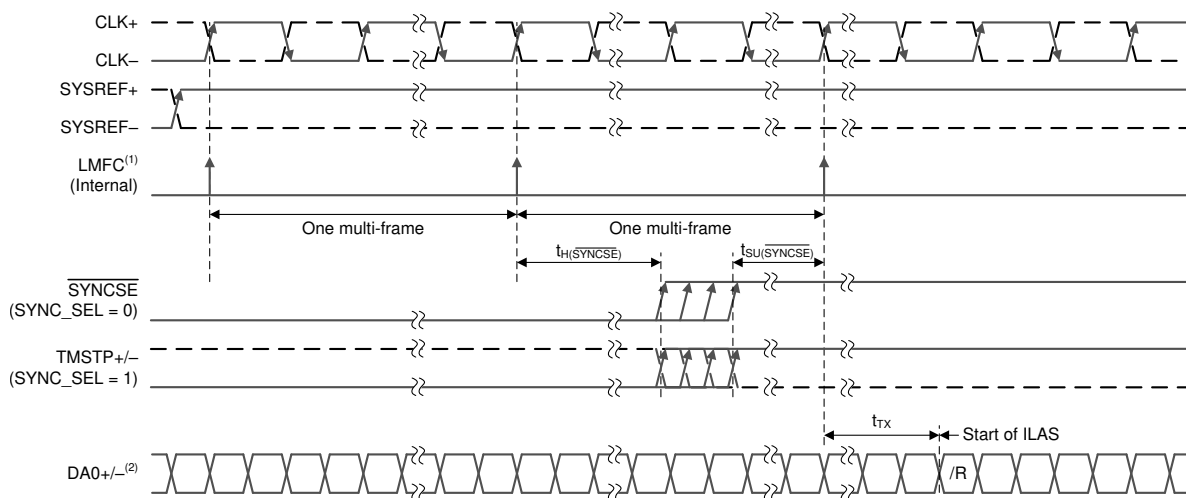 CLK+
CLK–
SYSREF+
SYSREF–
LMFC(1)
(Internal)
One multi-frame
One multi-frame
tH(SYNCSE)
tSU(SYNCSE)
SYNCSE
(SYNC_SEL = 0)
TMSTP+/–
(SYNC_SEL = 1)
tTX
Start of ILAS
DA0+/–(2)
/R